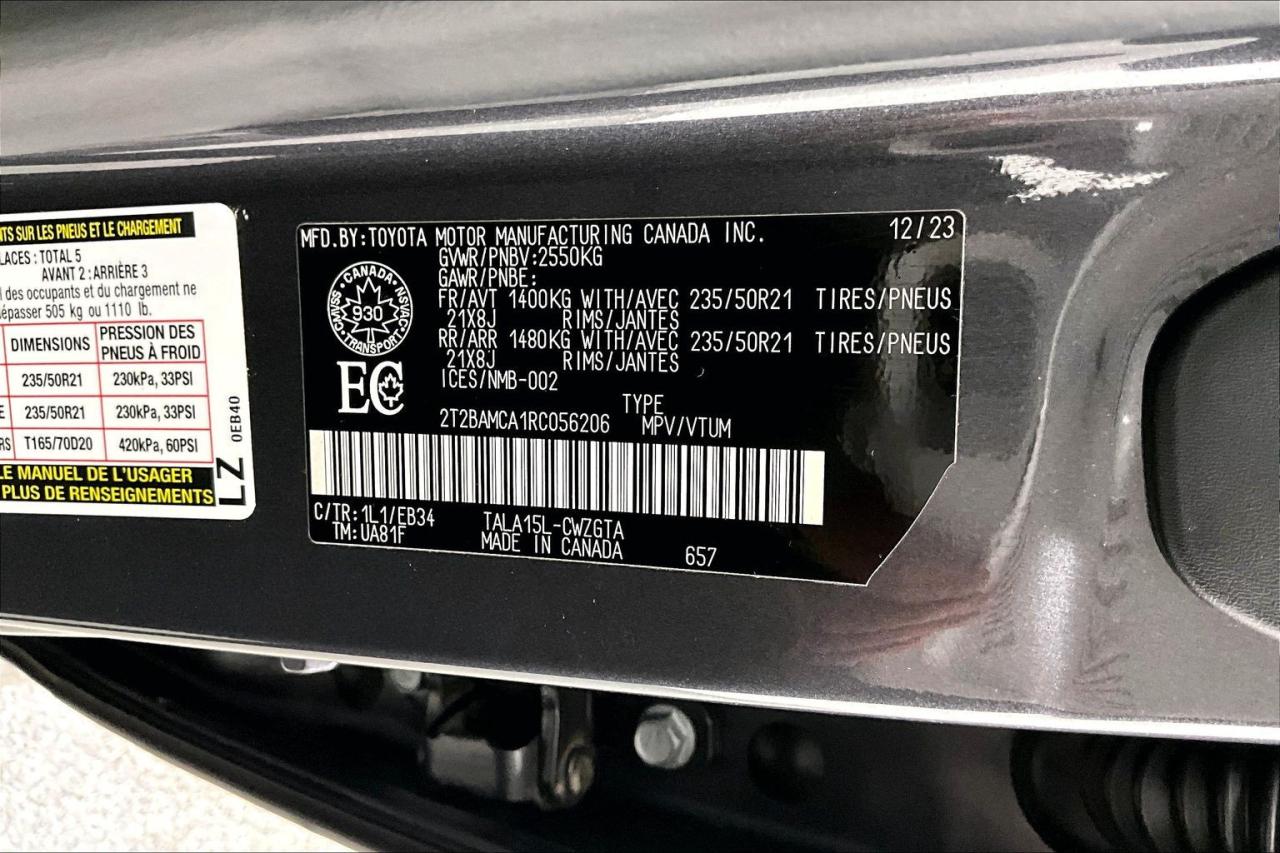 NTS SUR LES PNEUS ET LE CHARGEMENT
LACES : TOTAL 5
AVANT 2 : ARRIÈRE 3
l des occupants et du chargement ne
épasser 505 kg ou 1110 lb.
DIMENSIONS PRESSION DES PNEUS À FROID
235/50R21 230kPa, 33PSI
E 235/50R21 230kPa, 33PSI
RS T165/70D20 420kPa, 60PSI
LE MANUEL DE L'USAGER
PLUS DE RENSEIGNEMENTS
LZ 0EB40
MFD.BY:TOYOTA MOTOR MANUFACTURING CANADA INC. 12/23
GVWR/PNBV:2550KG
GAWR/PNBE:
FR/AVT 1400KG WITH/AVEC 235/50R21 TIRES/PNEUS
21X8J RIMS/JANTES
RR/ARR 1480KG WITH/AVEC 235/50R21 TIRES/PNEUS
21X8J RIMS/JANTES
ICES/NMB-002
CANADA
CMVSS 930 NSVAC
TRANSPORT
EC
TYPE
2T2BAMCA1RC056206 MPV/VTUM
C/TR:1L1/EB34 TALA15L-CWZGTA
TM:UA81F MADE IN CANADA 657